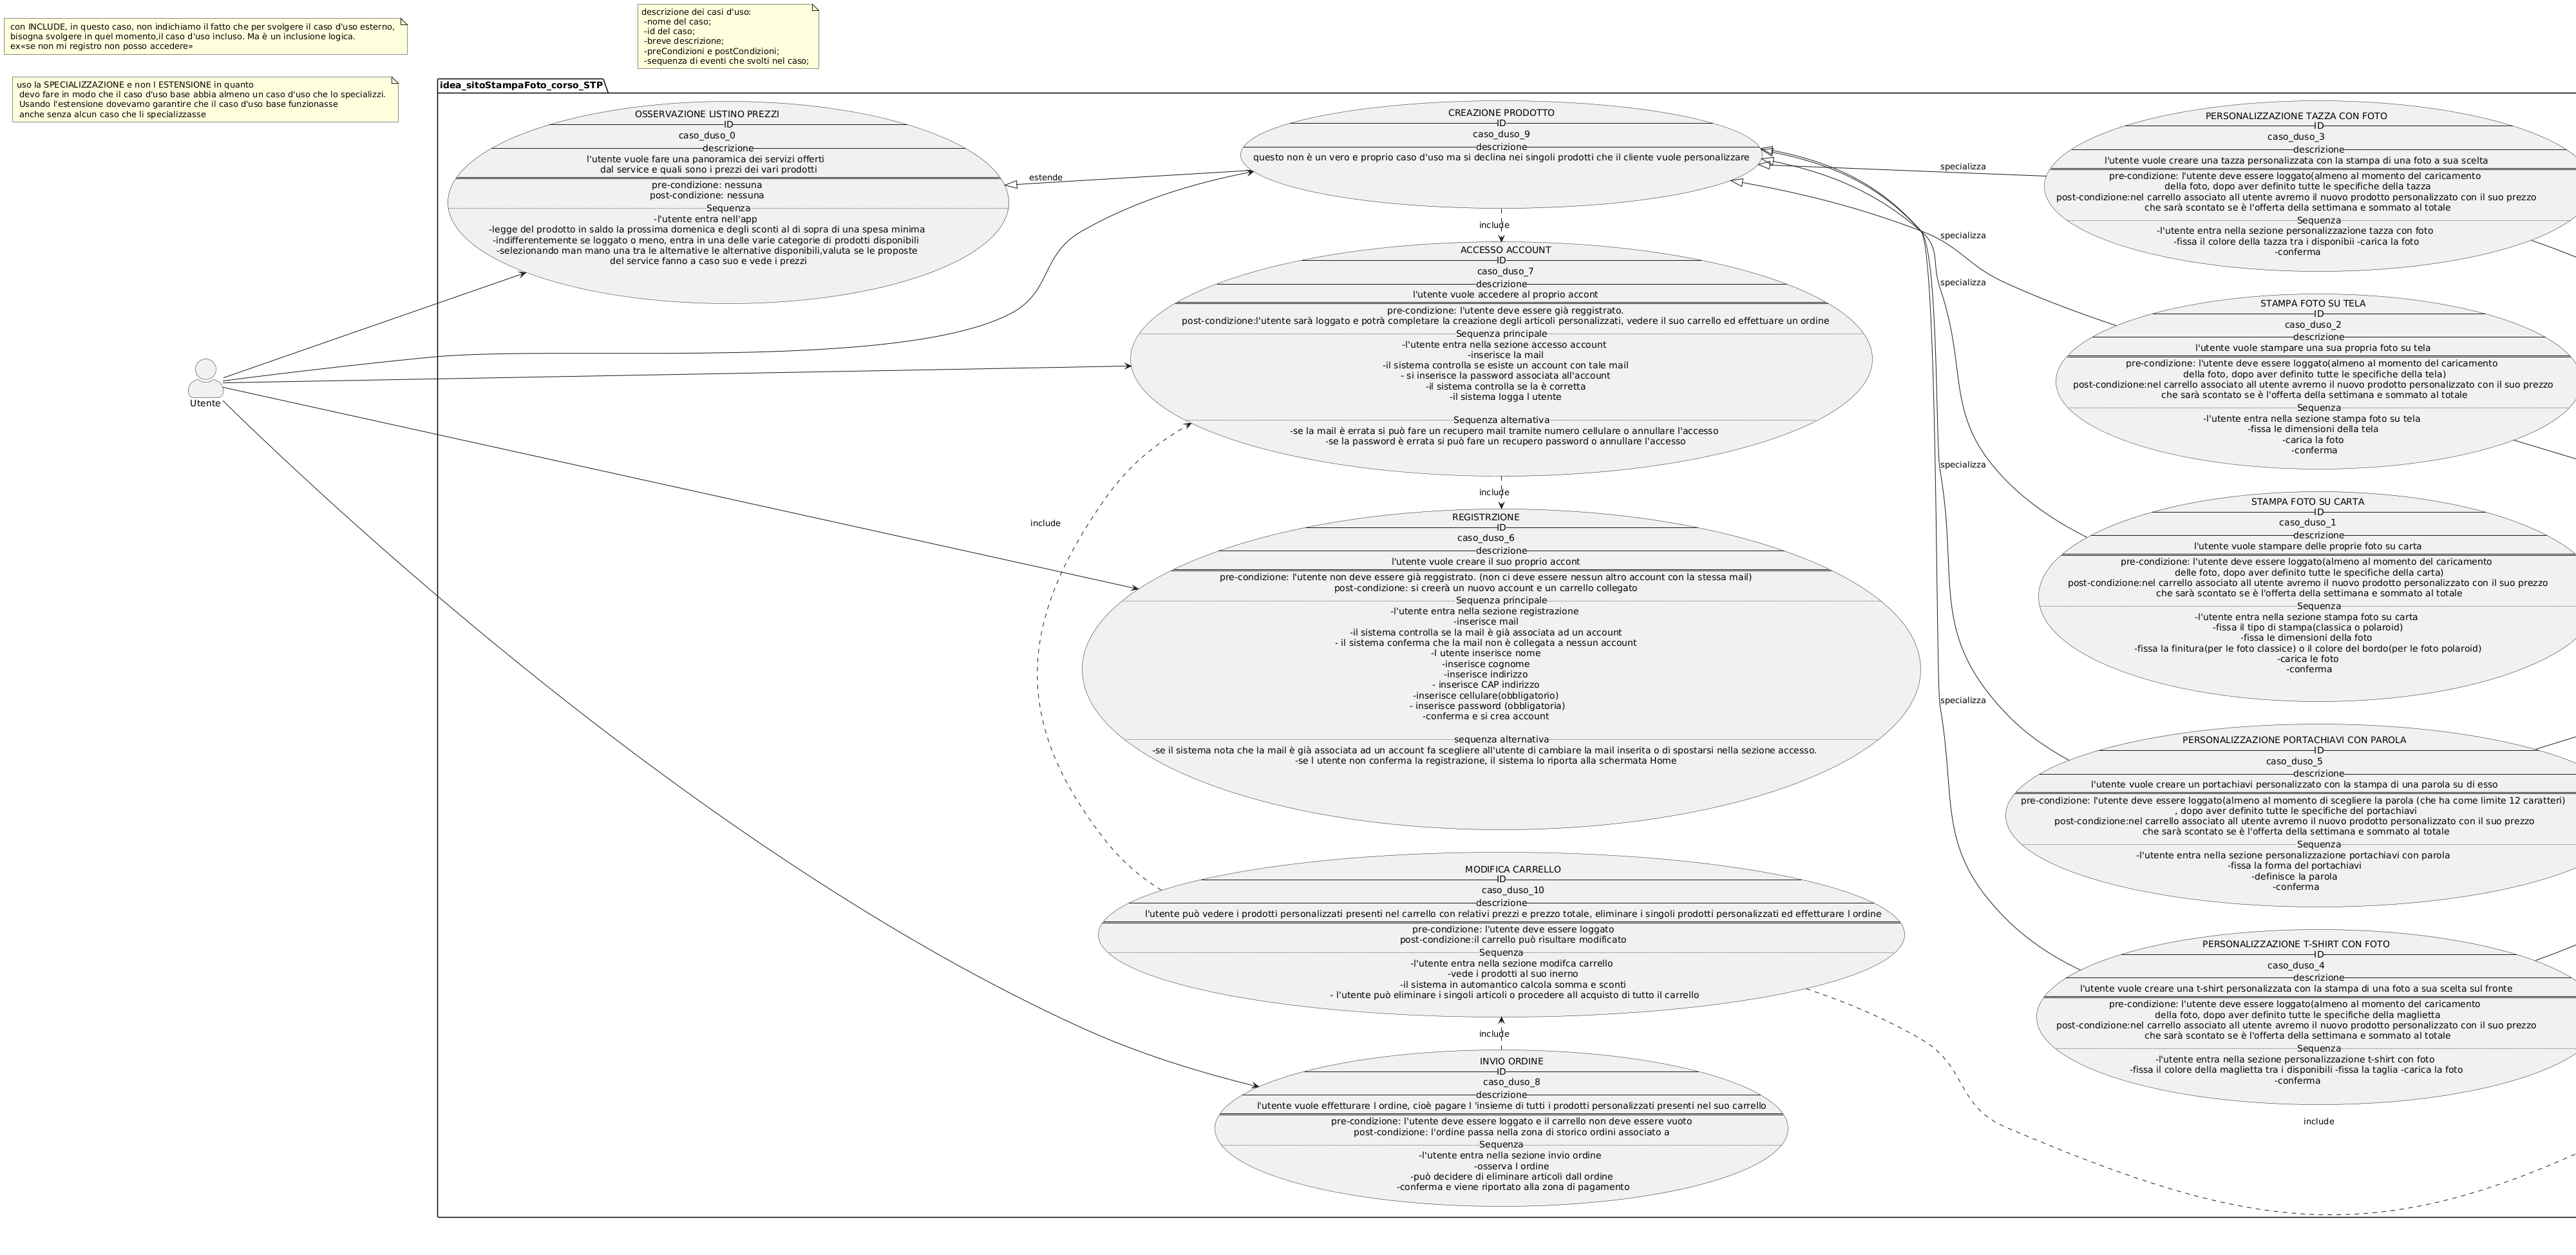 con INCLUDE, in questo caso, non indichiamo il fatto che per svolgere il caso d'uso esterno,
bisogna svolgere in quel momento,il caso d'uso incluso. Ma è un inclusione logica.
ex«se non mi registro non posso accedere»
descrizione dei casi d'uso:
-nome del caso;
-id del caso;
-breve descrizione;
-preCondizioni e postCondizioni;
-sequenza di eventi che svolti nel caso;
uso la SPECIALIZZAZIONE e non l ESTENSIONE in quanto
devo fare in modo che il caso d'uso base abbia almeno un caso d'uso che lo specializzi.
Usando l'estensione dovevamo garantire che il caso d'uso base funzionasse
anche senza alcun caso che li specializzasse
idea_sitoStampaFoto_corso_STP
Utente
OSSERVAZIONE LISTINO PREZZI
ID
caso_duso_0
descrizione
l'utente vuole fare una panoramica dei servizi offerti
dal service e quali sono i prezzi dei vari prodotti
pre-condizione: nessuna
post-condizione: nessuna
Sequenza
-l'utente entra nell'app
-legge del prodotto in saldo la prossima domenica e degli sconti al di sopra di una spesa minima
-indifferentemente se loggato o meno, entra in una delle varie categorie di prodotti disponibili
-selezionando man mano una tra le alternative le alternative disponibili,valuta se le proposte
del service fanno a caso suo e vede i prezzi
estende
CREAZIONE PRODOTTO
ID
caso_duso_9
descrizione
questo non è un vero e proprio caso d'uso ma si declina nei singoli prodotti che il cliente vuole personalizzare
include
ACCESSO ACCOUNT
ID
caso_duso_7
descrizione
l'utente vuole accedere al proprio accont
pre-condizione: l'utente deve essere già reggistrato.
post-condizione:l'utente sarà loggato e potrà completare la creazione degli articoli personalizzati, vedere il suo carrello ed effettuare un ordine
Sequenza principale
-l'utente entra nella sezione accesso account
-inserisce la mail
-il sistema controlla se esiste un account con tale mail
- si inserisce la password associata all'account
-il sistema controlla se la è corretta
-il sistema logga l utente
Sequenza alternativa
-se la mail è errata si può fare un recupero mail tramite numero cellulare o annullare l'accesso
-se la password è errata si può fare un recupero password o annullare l'accesso
include
include
REGISTRZIONE
ID
caso_duso_6
descrizione
l'utente vuole creare il suo proprio accont
pre-condizione: l'utente non deve essere già reggistrato. (non ci deve essere nessun altro account con la stessa mail)
post-condizione: si creerà un nuovo account e un carrello collegato
Sequenza principale
-l'utente entra nella sezione registrazione
-inserisce mail
-il sistema controlla se la mail è già associata ad un account
- il sistema conferma che la mail non è collegata a nessun account
-l utente inserisce nome
-inserisce cognome
-inserisce indirizzo
- inserisce CAP indirizzo
-inserisce cellulare(obbligatorio)
- inserisce password (obbligatoria)
-conferma e si crea account
sequenza alternativa
-se il sistema nota che la mail è già associata ad un account fa scegliere all'utente di cambiare la mail inserita o di spostarsi nella sezione accesso.
-se l utente non conferma la registrazione, il sistema lo riporta alla schermata Home
MODIFICA CARRELLO
ID
caso_duso_10
descrizione
l'utente può vedere i prodotti personalizzati presenti nel carrello con relativi prezzi e prezzo totale, eliminare i singoli prodotti personalizzati ed effetturare l ordine
pre-condizione: l'utente deve essere loggato
post-condizione:il carrello può risultare modificato
Sequenza
-l'utente entra nella sezione modifca carrello
-vede i prodotti al suo inerno
-il sistema in automantico calcola somma e sconti
- l'utente può eliminare i singoli articoli o procedere all acquisto di tutto il carrello
include
INVIO ORDINE
ID
caso_duso_8
descrizione
l'utente vuole effetturare l ordine, cioè pagare l 'insieme di tutti i prodotti personalizzati presenti nel suo carrello
pre-condizione: l'utente deve essere loggato e il carrello non deve essere vuoto
post-condizione: l'ordine passa nella zona di storico ordini associato a
Sequenza
-l'utente entra nella sezione invio ordine
-osserva l ordine
-può decidere di eliminare articoli dall ordine
-conferma e viene riportato alla zona di pagamento
specializza
specializza
specializza
specializza
specializza
PERSONALIZZAZIONE TAZZA CON FOTO
ID
caso_duso_3
descrizione
l'utente vuole creare una tazza personalizzata con la stampa di una foto a sua scelta
pre-condizione: l'utente deve essere loggato(almeno al momento del caricamento
della foto, dopo aver definito tutte le specifiche della tazza
post-condizione:nel carrello associato all utente avremo il nuovo prodotto personalizzato con il suo prezzo
che sarà scontato se è l'offerta della settimana e sommato al totale
Sequenza
-l'utente entra nella sezione personalizzazione tazza con foto
-fissa il colore della tazza tra i disponibii -carica la foto
-conferma
STAMPA FOTO SU TELA
ID
caso_duso_2
descrizione
l'utente vuole stampare una sua propria foto su tela
pre-condizione: l'utente deve essere loggato(almeno al momento del caricamento
della foto, dopo aver definito tutte le specifiche della tela)
post-condizione:nel carrello associato all utente avremo il nuovo prodotto personalizzato con il suo prezzo
che sarà scontato se è l'offerta della settimana e sommato al totale
Sequenza
-l'utente entra nella sezione stampa foto su tela
-fissa le dimensioni della tela
-carica la foto
-conferma
STAMPA FOTO SU CARTA
ID
caso_duso_1
descrizione
l'utente vuole stampare delle proprie foto su carta
pre-condizione: l'utente deve essere loggato(almeno al momento del caricamento
delle foto, dopo aver definito tutte le specifiche della carta)
post-condizione:nel carrello associato all utente avremo il nuovo prodotto personalizzato con il suo prezzo
che sarà scontato se è l'offerta della settimana e sommato al totale
Sequenza
-l'utente entra nella sezione stampa foto su carta
-fissa il tipo di stampa(classica o polaroid)
-fissa le dimensioni della foto
-fissa la finitura(per le foto classice) o il colore del bordo(per le foto polaroid)
-carica le foto
-conferma
PERSONALIZZAZIONE PORTACHIAVI CON PAROLA
ID
caso_duso_5
descrizione
l'utente vuole creare un portachiavi personalizzato con la stampa di una parola su di esso
pre-condizione: l'utente deve essere loggato(almeno al momento di scegliere la parola (che ha come limite 12 caratteri)
, dopo aver definito tutte le specifiche del portachiavi
post-condizione:nel carrello associato all utente avremo il nuovo prodotto personalizzato con il suo prezzo
che sarà scontato se è l'offerta della settimana e sommato al totale
Sequenza
-l'utente entra nella sezione personalizzazione portachiavi con parola
-fissa la forma del portachiavi
-definisce la parola
-conferma
PERSONALIZZAZIONE T-SHIRT CON FOTO
ID
caso_duso_4
descrizione
l'utente vuole creare una t-shirt personalizzata con la stampa di una foto a sua scelta sul fronte
pre-condizione: l'utente deve essere loggato(almeno al momento del caricamento
della foto, dopo aver definito tutte le specifiche della maglietta
post-condizione:nel carrello associato all utente avremo il nuovo prodotto personalizzato con il suo prezzo
che sarà scontato se è l'offerta della settimana e sommato al totale
Sequenza
-l'utente entra nella sezione personalizzazione t-shirt con foto
-fissa il colore della maglietta tra i disponibili -fissa la taglia -carica la foto
-conferma
include